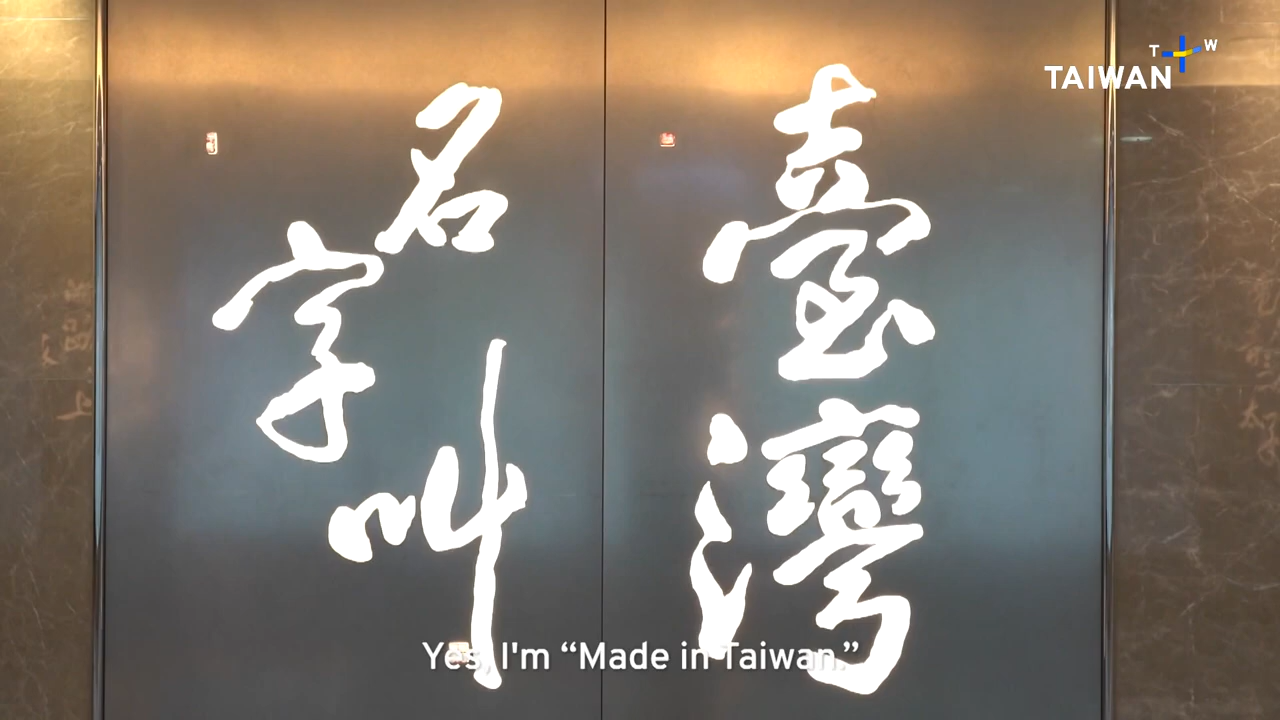 名字叫
臺灣
T W
TAIWAN
Yes, I'm “Made in Taiwan.”